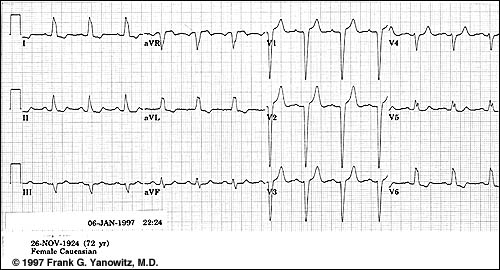 I aVR V1 V4
II aVL V2 V5
III aVF V3 V6
06-JAN-1997 22:24
26-NOV-1924 (72 yr)
Female Caucasian
© 1997 Frank G. Yanowitz, M.D.